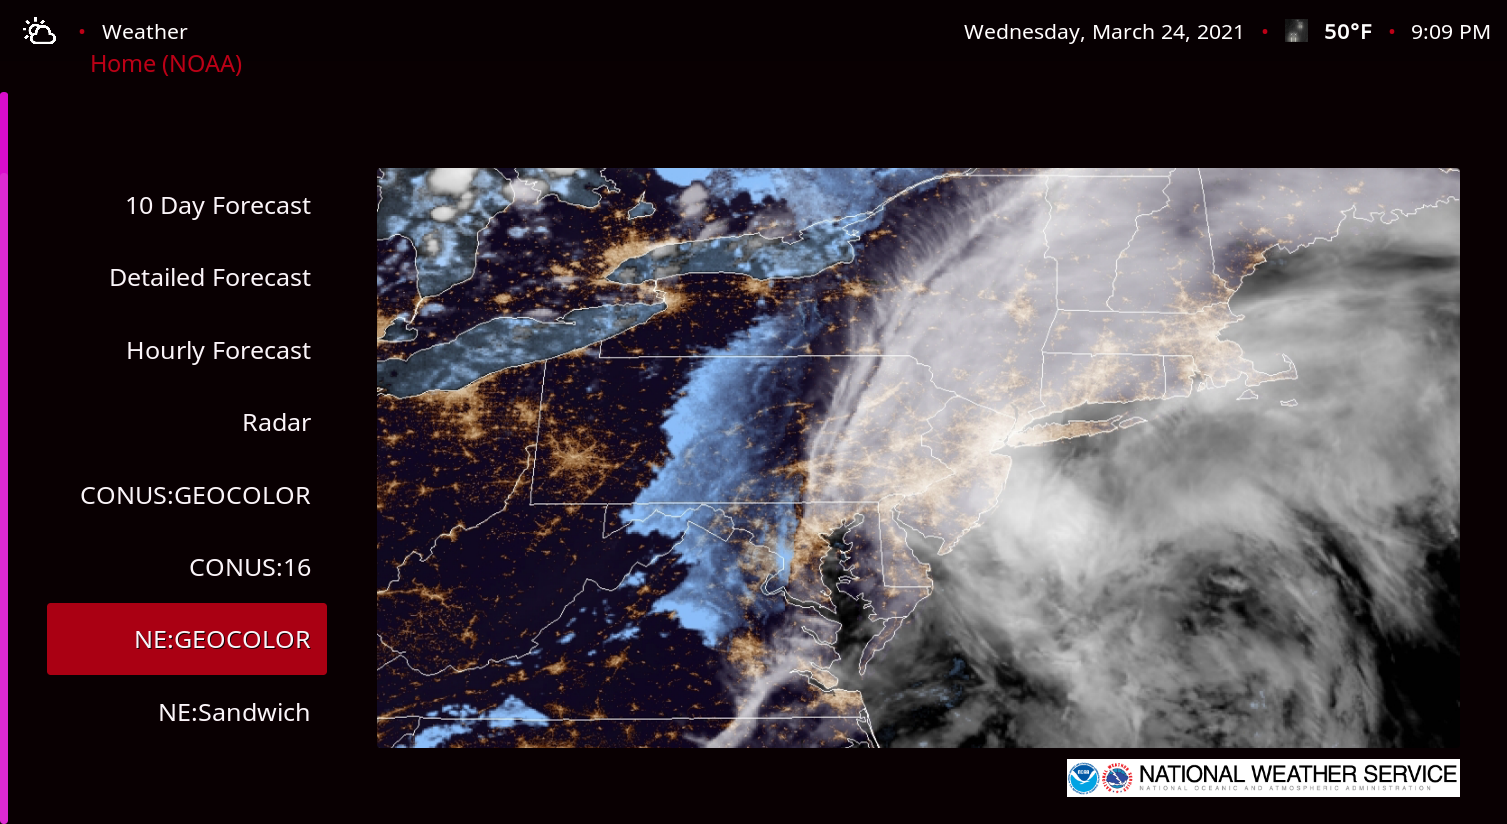 Weather
Wednesday, March 24, 2021 • 50°F • 9:09 PM
Home (NOAA)
10 Day Forecast
Detailed Forecast
Hourly Forecast
Radar
CONUS:GEOCOLOR
CONUS:16
NE:GEOCOLOR
NE:Sandwich
NATIONAL WEATHER SERVICE
NATIONAL OCEANIC AND ATMOSPHERIC ADMINISTRATION